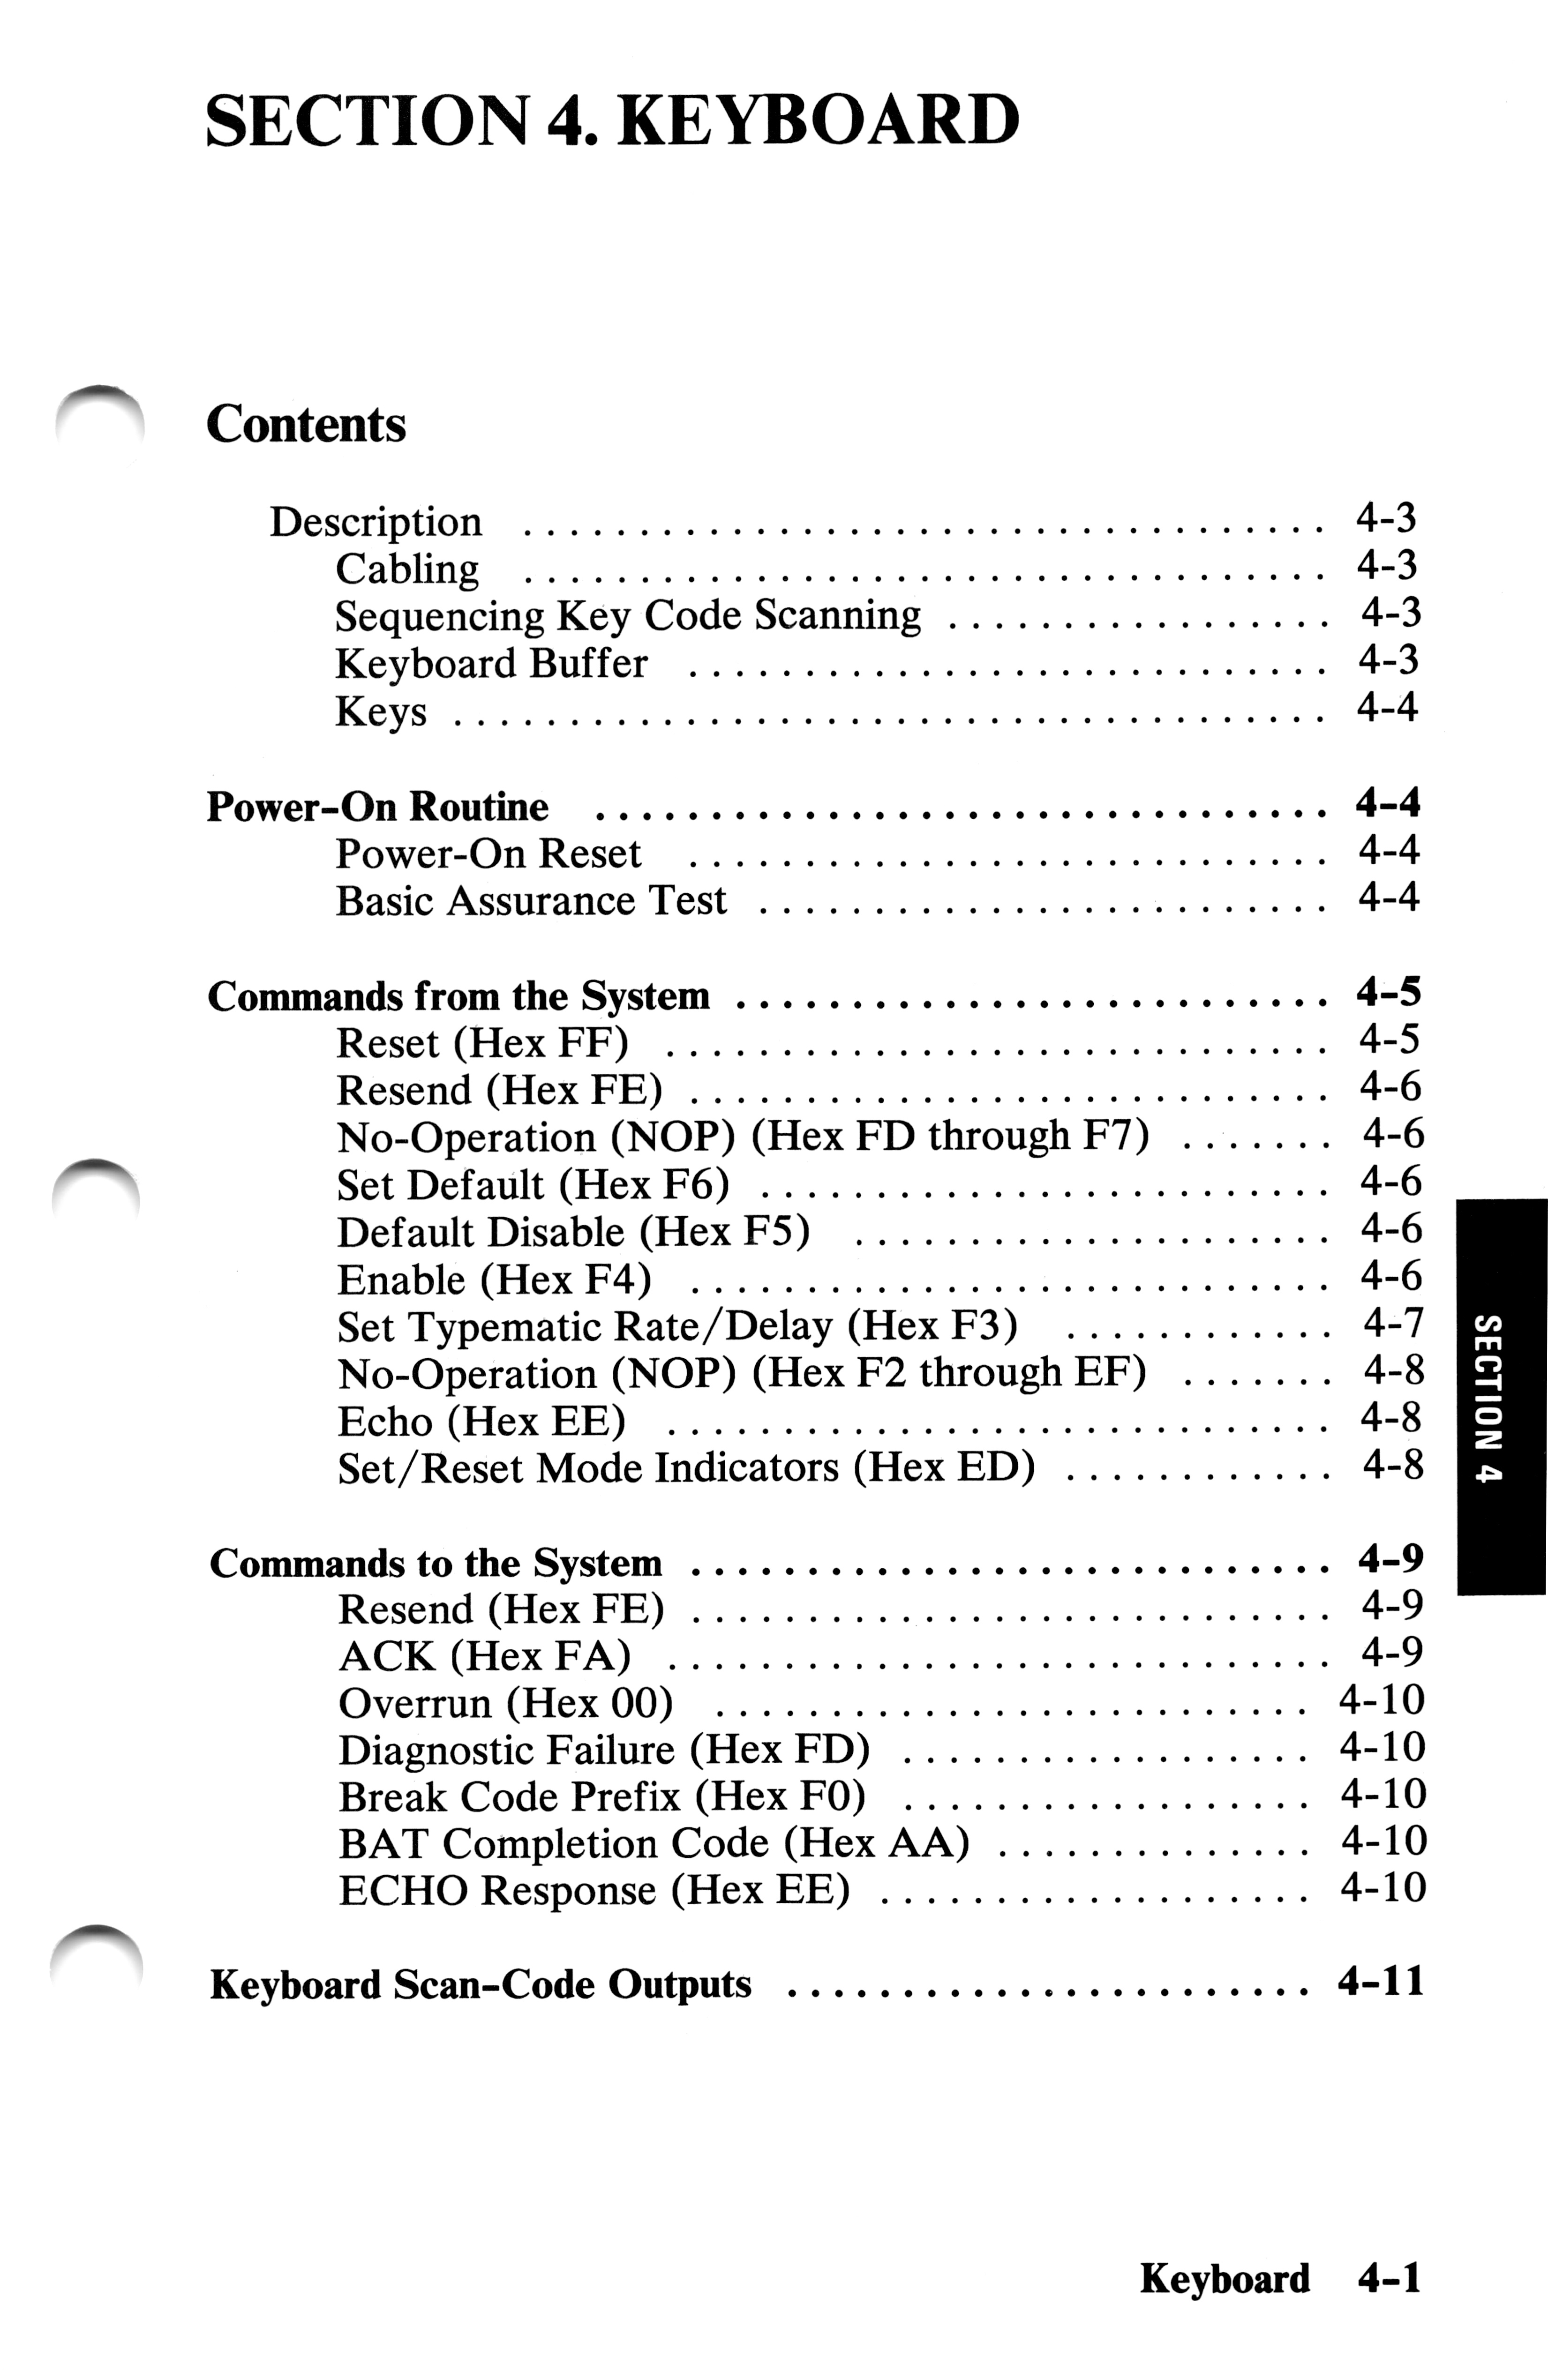 SECTION 4. KEYBOARD
Contents
Description . . . . . . . . . . . . . . . . . . . . . . . . . . . . . . . . . . . 4-3
Cabling . . . . . . . . . . . . . . . . . . . . . . . . . . . . . . . . . . . 4-3
Sequencing Key Code Scanning . . . . . . . . . . . . . . . . . 4-3
Keyboard Buffer . . . . . . . . . . . . . . . . . . . . . . . . . . . . 4-3
Keys . . . . . . . . . . . . . . . . . . . . . . . . . . . . . . . . . . . . . . 4-4
Power-On Routine . . . . . . . . . . . . . . . . . . . . . . . . . . . . . . . . 4-4
Power-On Reset . . . . . . . . . . . . . . . . . . . . . . . . . . . . 4-4
Basic Assurance Test . . . . . . . . . . . . . . . . . . . . . . . . . 4-4
Commands from the System . . . . . . . . . . . . . . . . . . . . . . . . . . 4-5
Reset (Hex FF) . . . . . . . . . . . . . . . . . . . . . . . . . . . . . 4-5
Resend (Hex FE) . . . . . . . . . . . . . . . . . . . . . . . . . . . . 4-6
No-Operation (NOP) (Hex FD through F7) . . . . . . . 4-6
Set Default (Hex F6) . . . . . . . . . . . . . . . . . . . . . . . . . 4-6
Default Disable (Hex F5) . . . . . . . . . . . . . . . . . . . . . 4-6
Enable (Hex F4) . . . . . . . . . . . . . . . . . . . . . . . . . . . . 4-6
Set Typematic Rate/Delay (Hex F3) . . . . . . . . . . . . 4-7
No-Operation (NOP) (Hex F2 through EF) . . . . . . . 4-8
Echo (Hex EE) . . . . . . . . . . . . . . . . . . . . . . . . . . . . . 4-8
Set/Reset Mode Indicators (Hex ED) . . . . . . . . . . . . 4-8
Commands to the System . . . . . . . . . . . . . . . . . . . . . . . . . . . . 4-9
Resend (Hex FE) . . . . . . . . . . . . . . . . . . . . . . . . . . . . 4-9
ACK (Hex FA) . . . . . . . . . . . . . . . . . . . . . . . . . . . . . 4-9
Overrun (Hex 00) . . . . . . . . . . . . . . . . . . . . . . . . . . 4-10
Diagnostic Failure (Hex FD) . . . . . . . . . . . . . . . . . . 4-10
Break Code Prefix (Hex F0) . . . . . . . . . . . . . . . . . . 4-10
BAT Completion Code (Hex AA) . . . . . . . . . . . . . . 4-10
ECHO Response (Hex EE) . . . . . . . . . . . . . . . . . . . 4-10
Keyboard Scan-Code Outputs . . . . . . . . . . . . . . . . . . . . . . . 4-11
SECTION 4
Keyboard 4-1